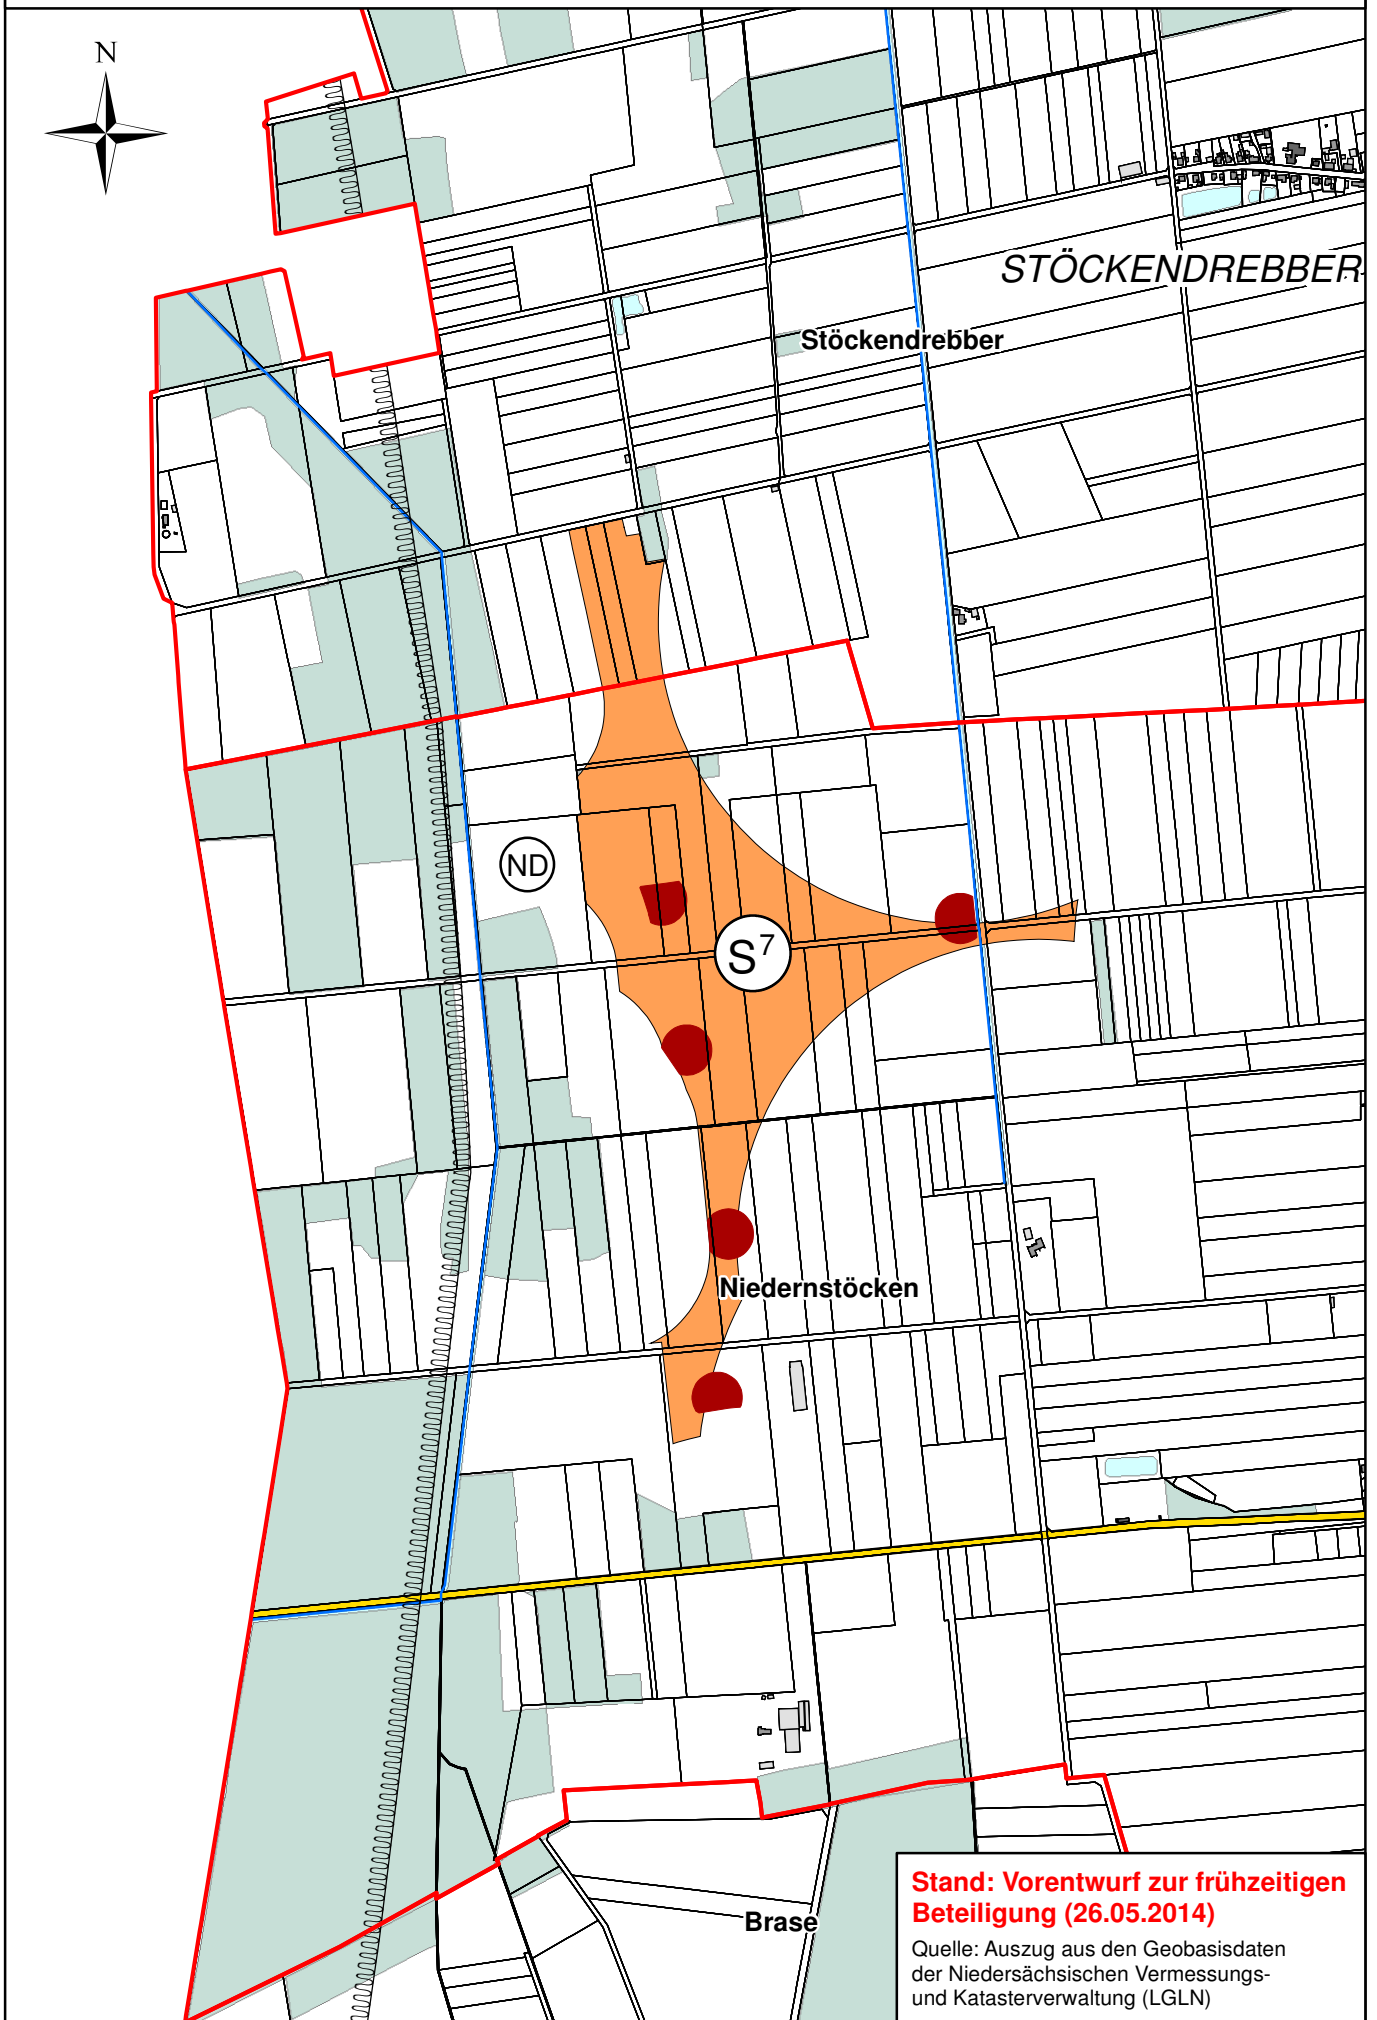 N
STÖCKENDREBBER
Stöckendrebber
ND
S⁷
Niedernstöcken
Brase
Stand: Vorentwurf zur frühzeitigen
Beteiligung (26.05.2014)
Quelle: Auszug aus den Geobasisdaten
der Niedersächsischen Vermessungs-
und Katasterverwaltung (LGLN)